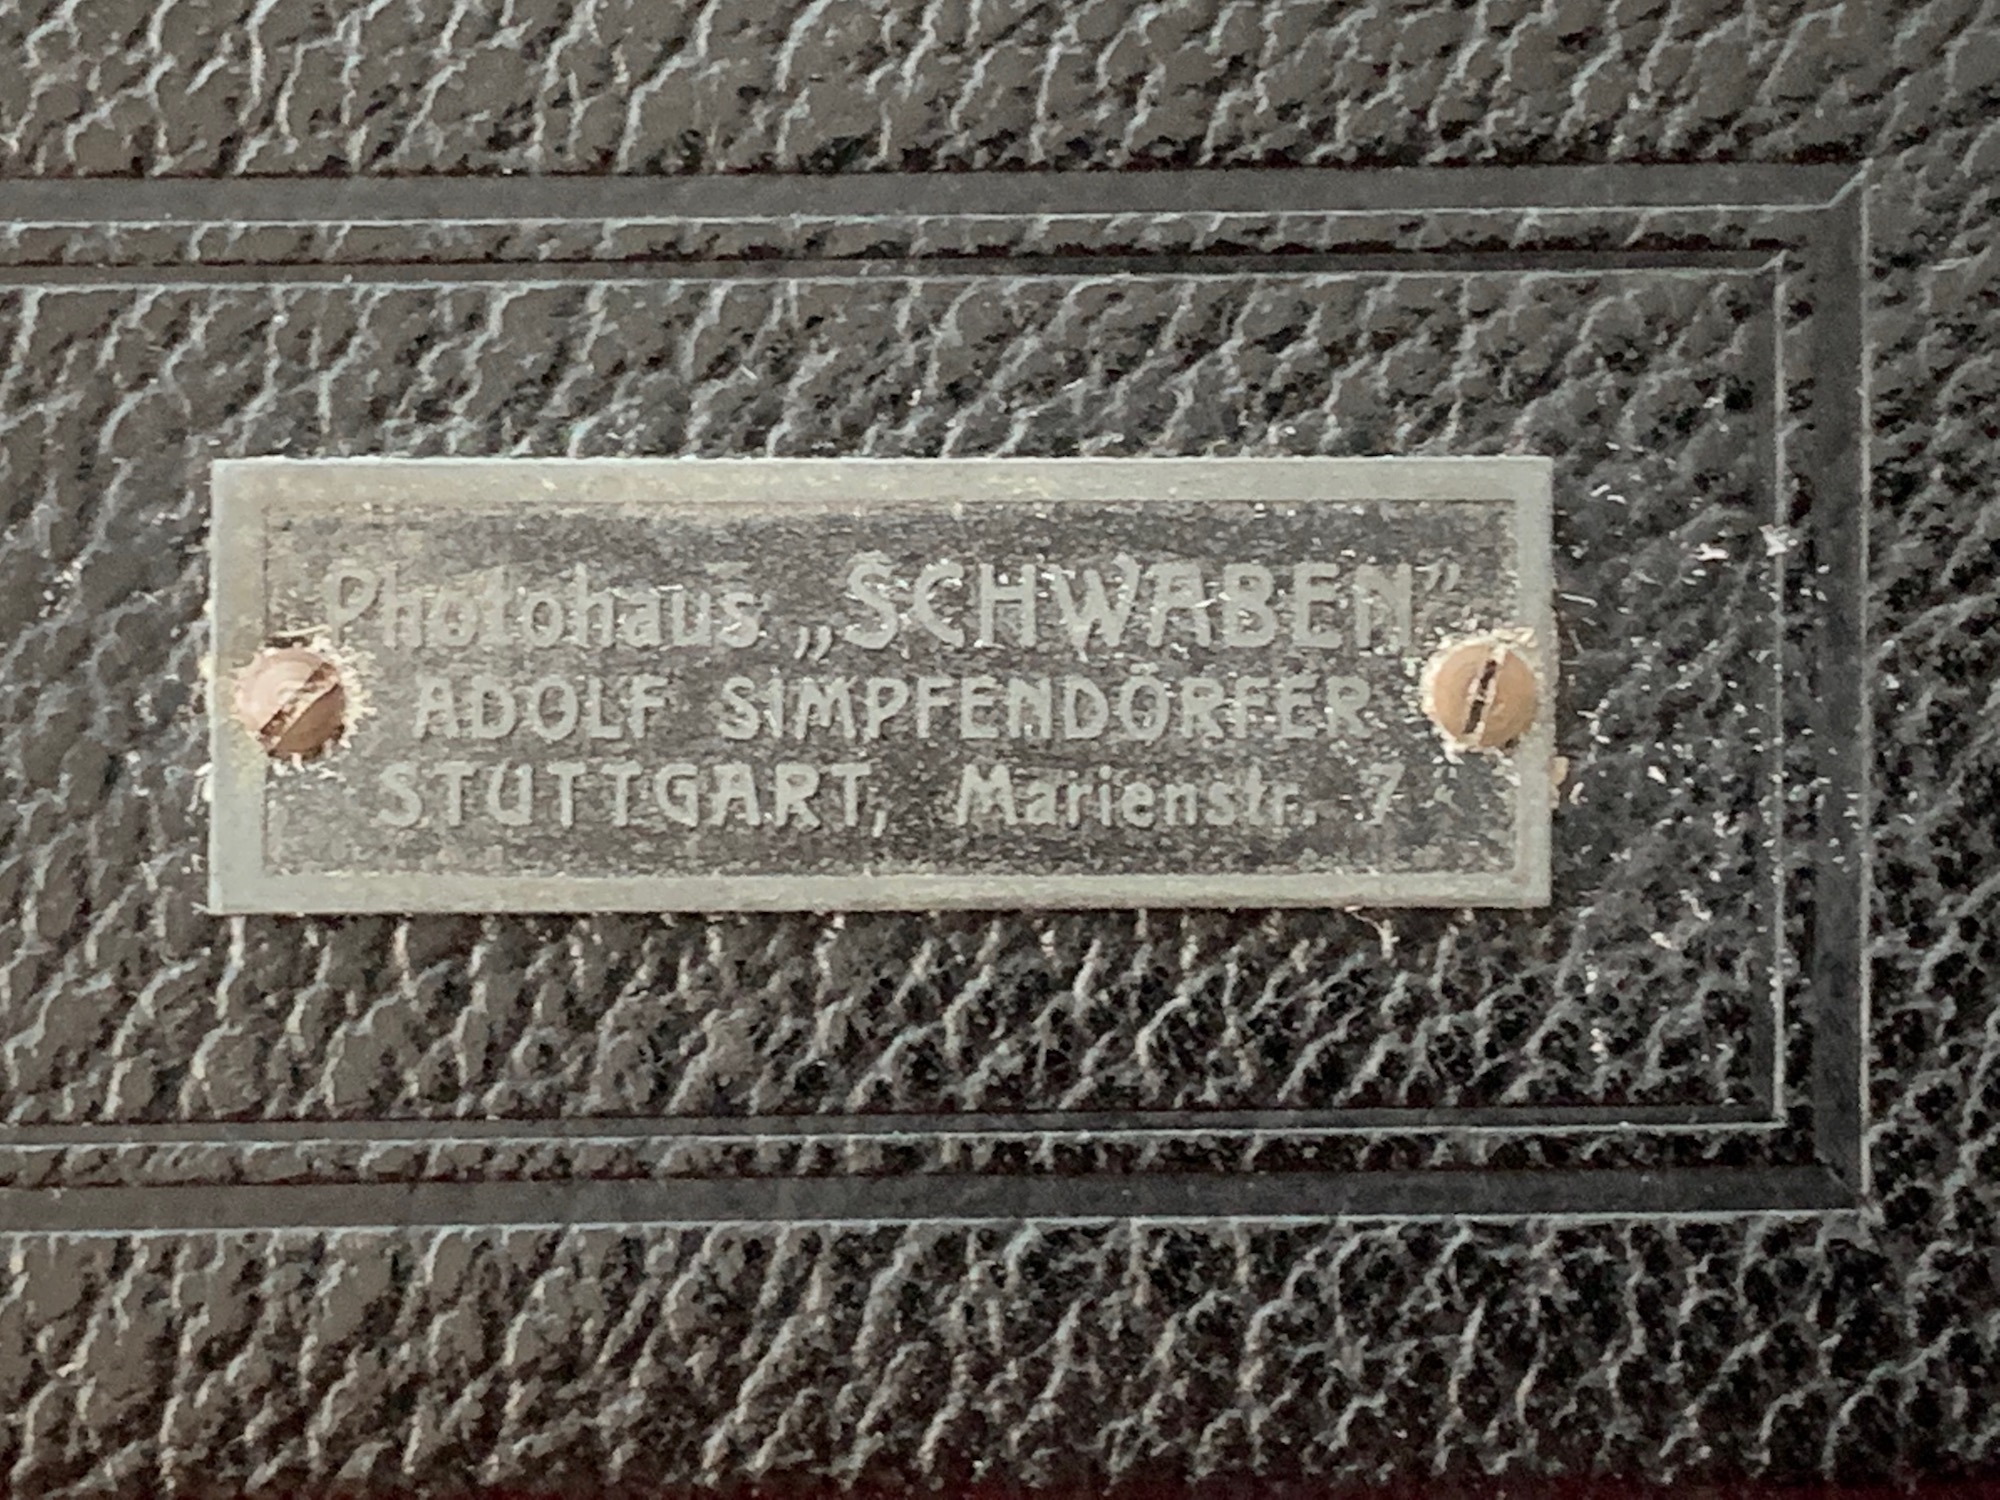 Photohaus „SCHWABEN”
ADOLF SIMPFENDÖRFER
STUTTGART, Marienstr. 7